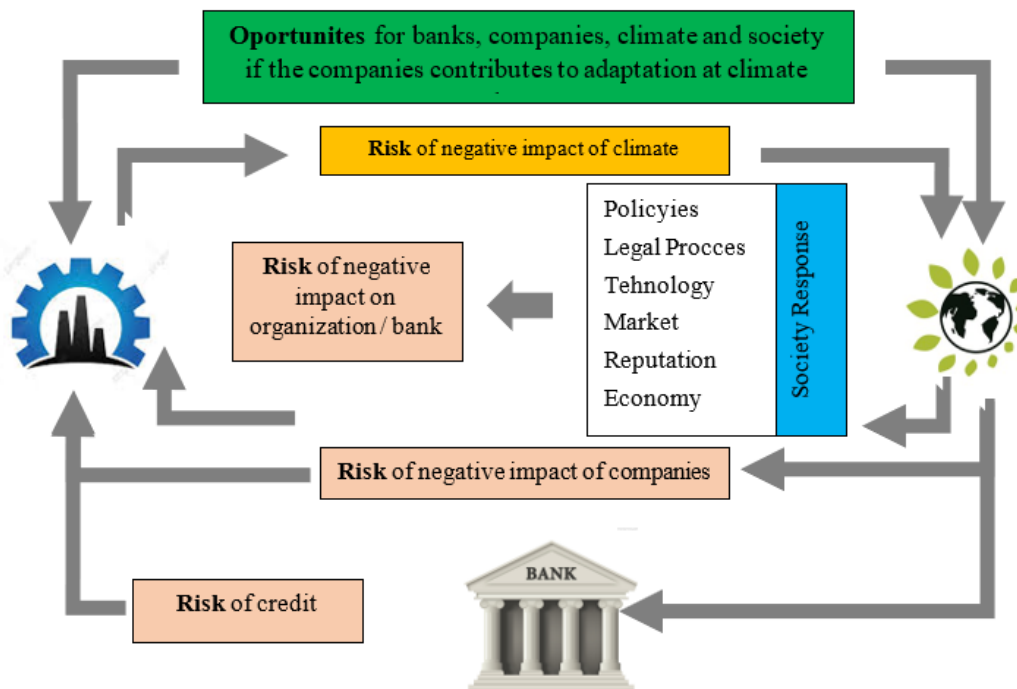 Oportunites for banks, companies, climate and society
if the companies contributes to adaptation at climate
Risk of negative impact of climate
Policyies
Legal Procces
Tehnology
Market
Reputation
Economy
Society Response
Risk of negative
impact on
organization / bank
Risk of negative impact of companies
BANK
Risk of credit